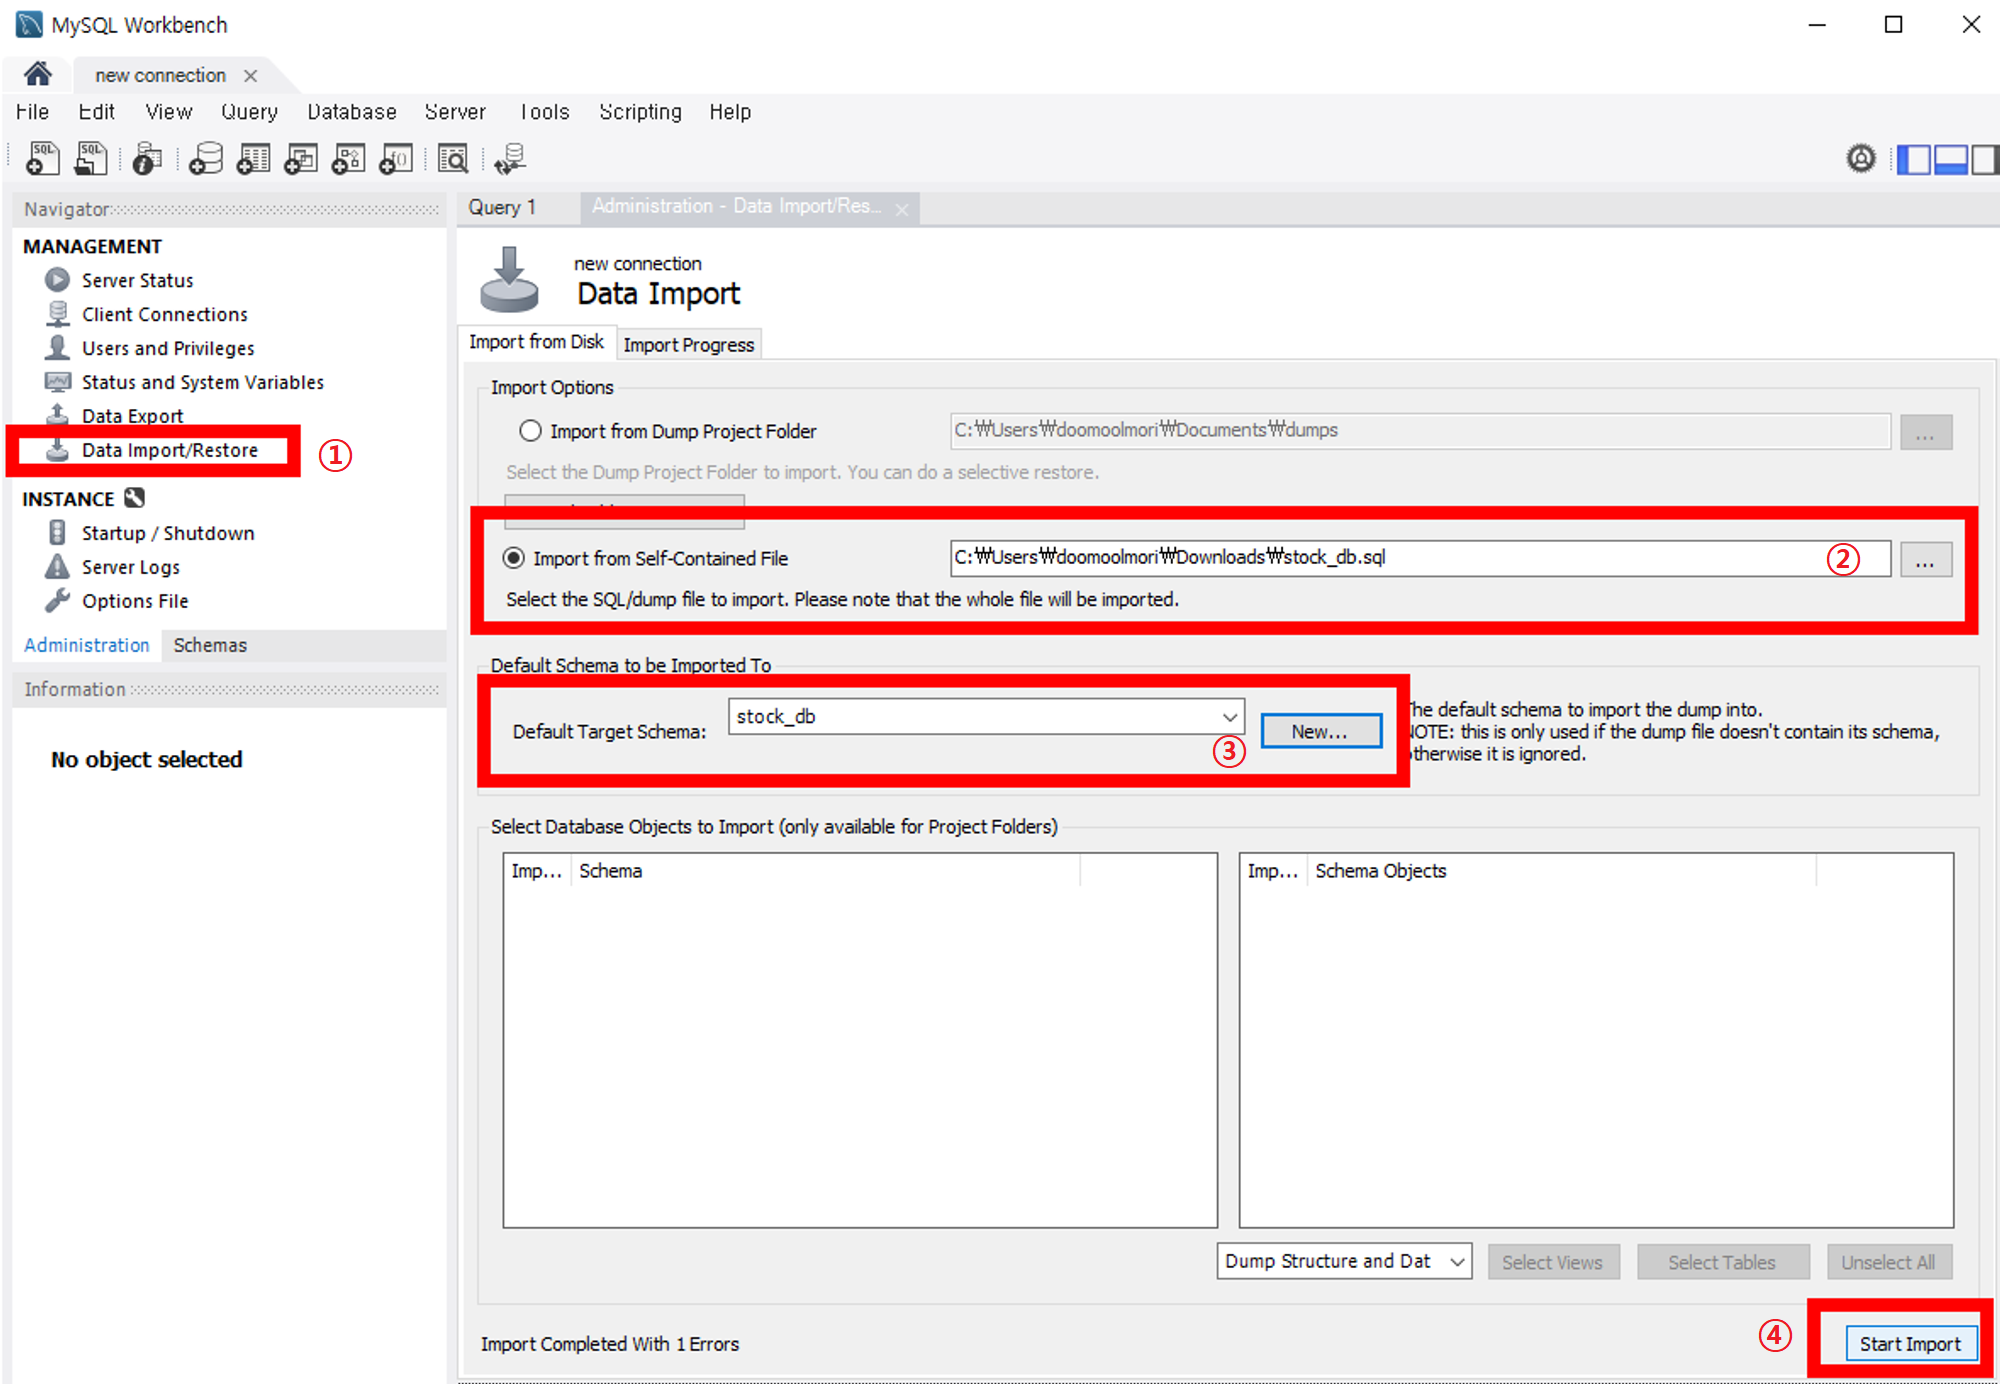 MySQL Workbench
new connection
File Edit View Query Database Server Tools Scripting Help
Navigator
MANAGEMENT
Server Status
Client Connections
Users and Privileges
Status and System Variables
Data Export
Data Import/Restore ①
INSTANCE
Startup / Shutdown
Server Logs
Options File
Administration Schemas
Information
No object selected
Query 1 Administration - Data Import/Res...
new connection
Data Import
Import from Disk Import Progress
Import Options
Import from Dump Project Folder C:₩Users₩doomoolmori₩Documents₩dumps ...
Select the Dump Project Folder to import. You can do a selective restore.
Import from Self-Contained File C:₩Users₩doomoolmori₩Downloads₩stock_db.sql ② ...
Select the SQL/dump file to import. Please note that the whole file will be imported.
Default Schema to be Imported To
Default Target Schema: stock_db ③ New...
he default schema to import the dump into.
OTE: this is only used if the dump file doesn't contain its schema,
therwise it is ignored.
Select Database Objects to Import (only available for Project Folders)
Imp... Schema
Imp... Schema Objects
Dump Structure and Dat Select Views Select Tables Unselect All
Import Completed With 1 Errors ④ Start Import